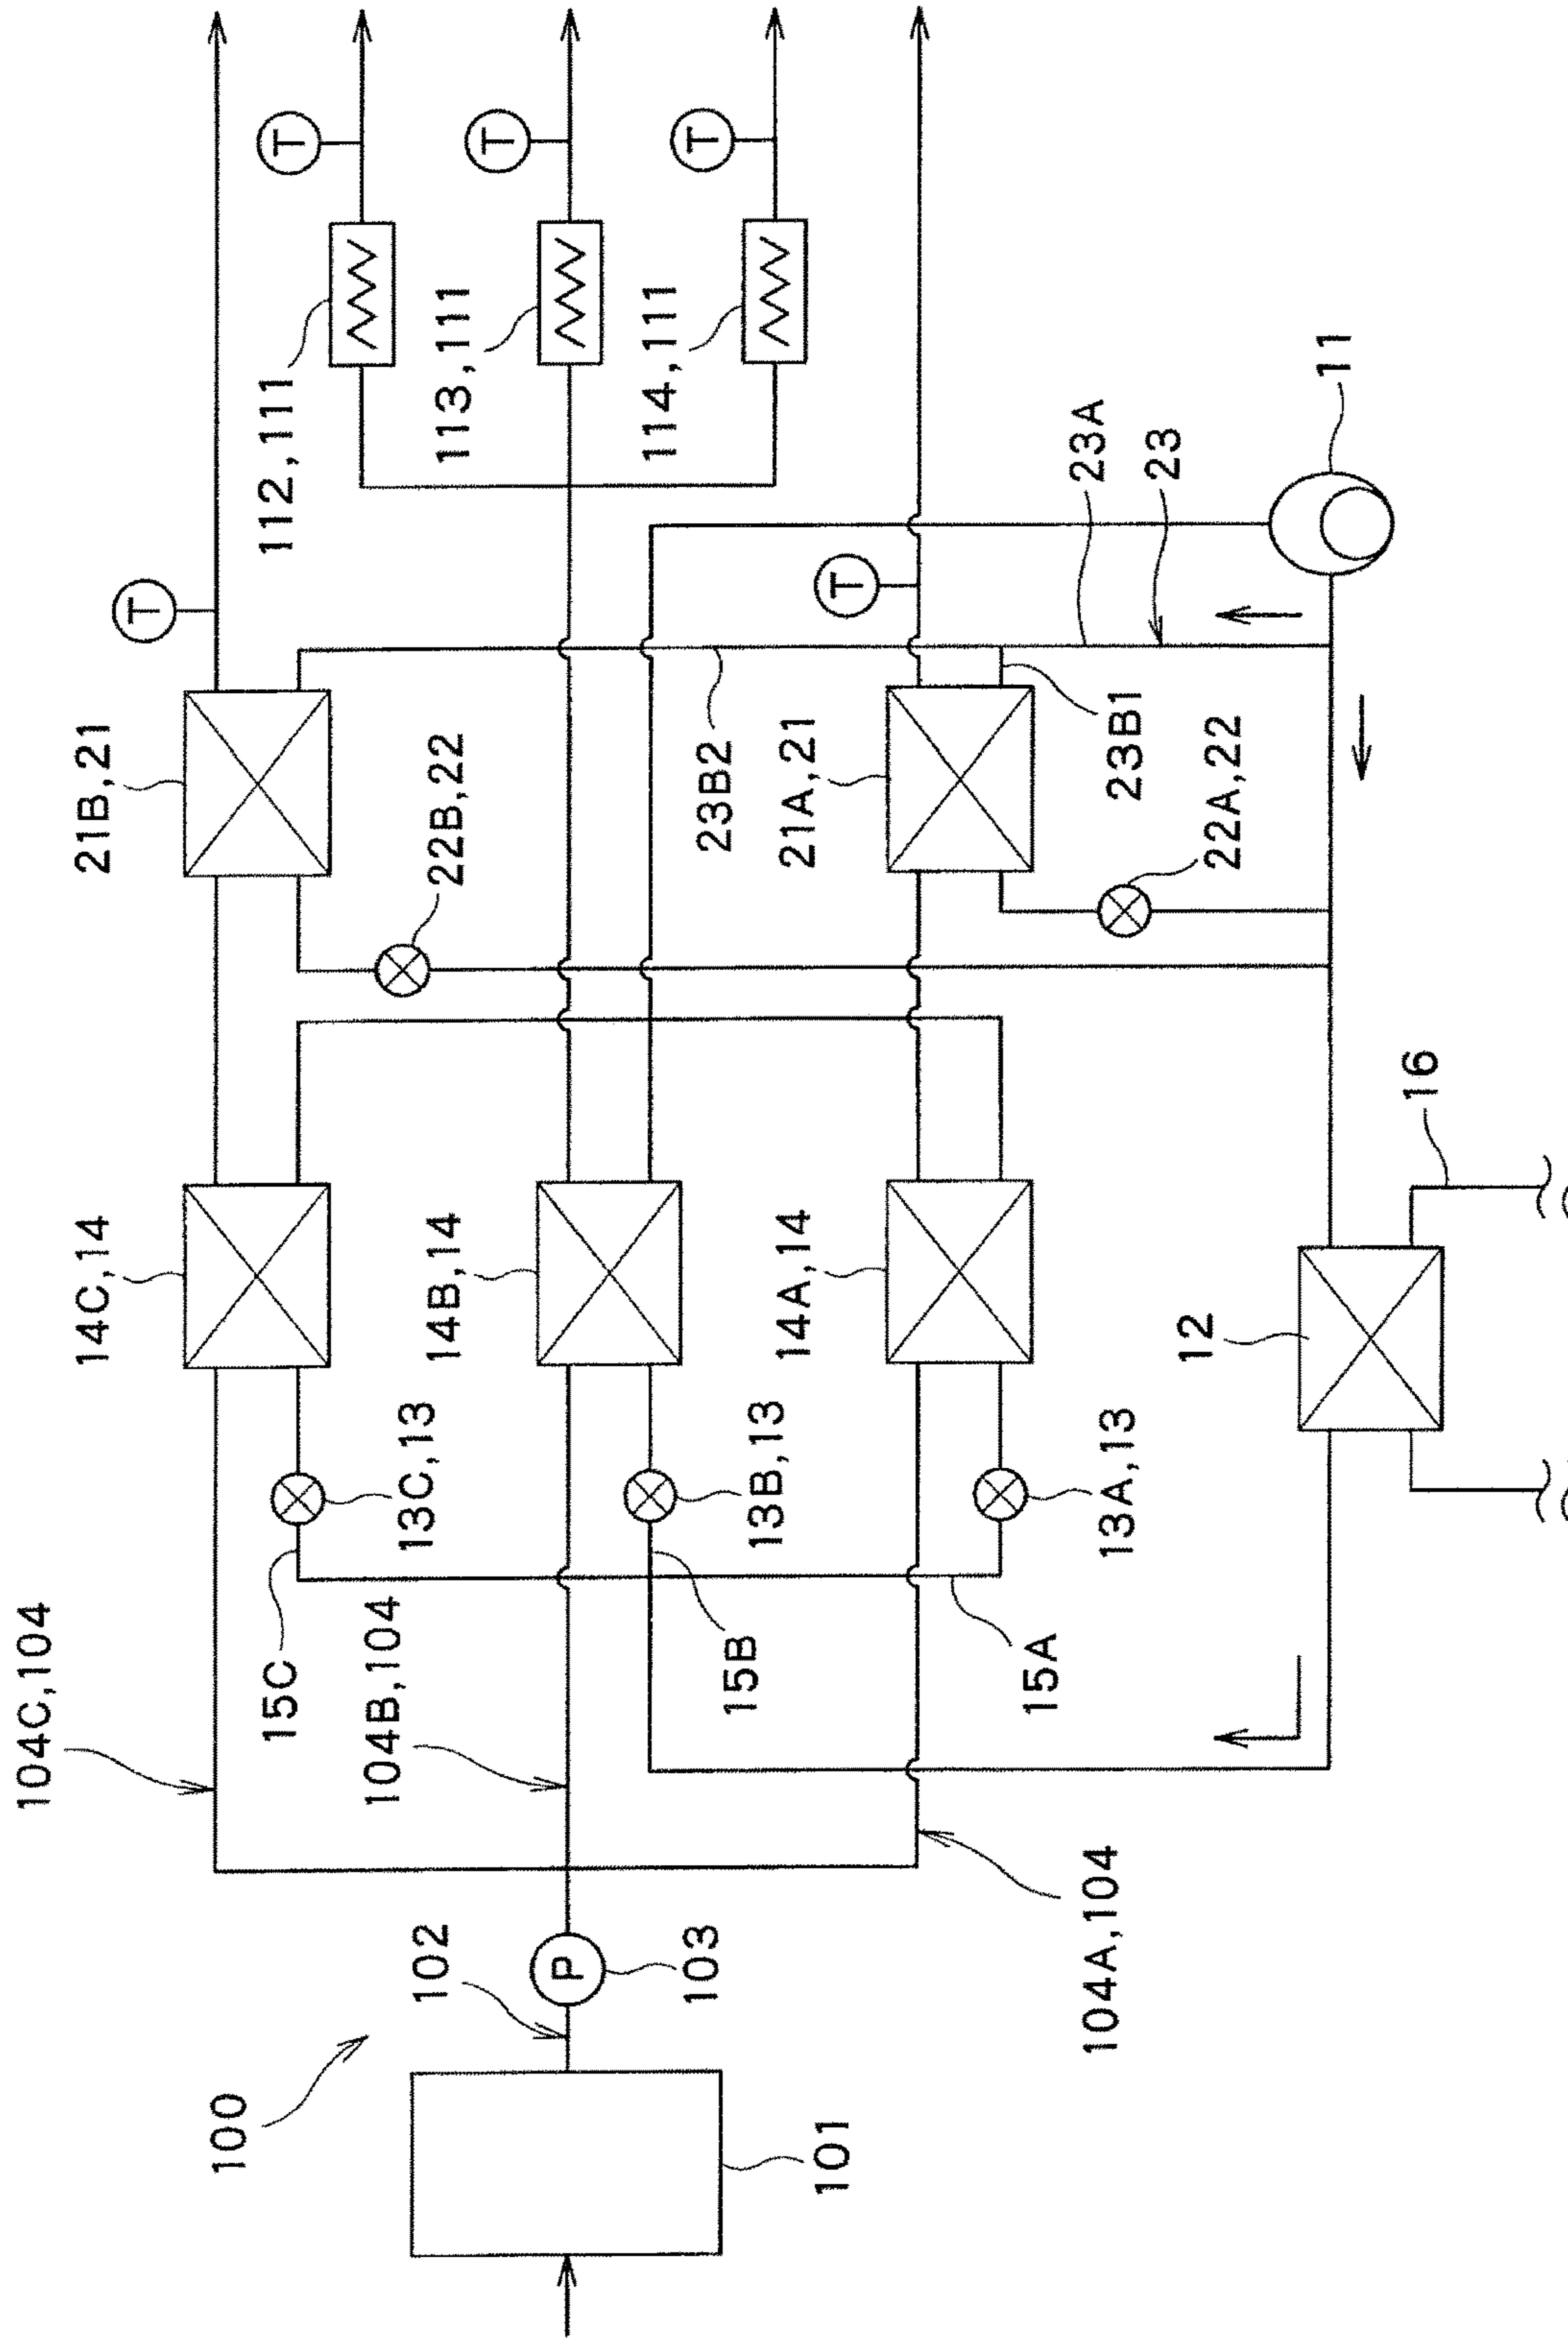 100
101
102
103
P
104C,104
104B,104
104A,104
15C
15B
15A
13C,13
13B,13
13A,13
14C,14
14B,14
14A,14
12
16
21B,21
22B,22
23B2
21A,21
23B1
22A,22
T
T
23A
23
11
112,111
113,111
114,111
T
T
T